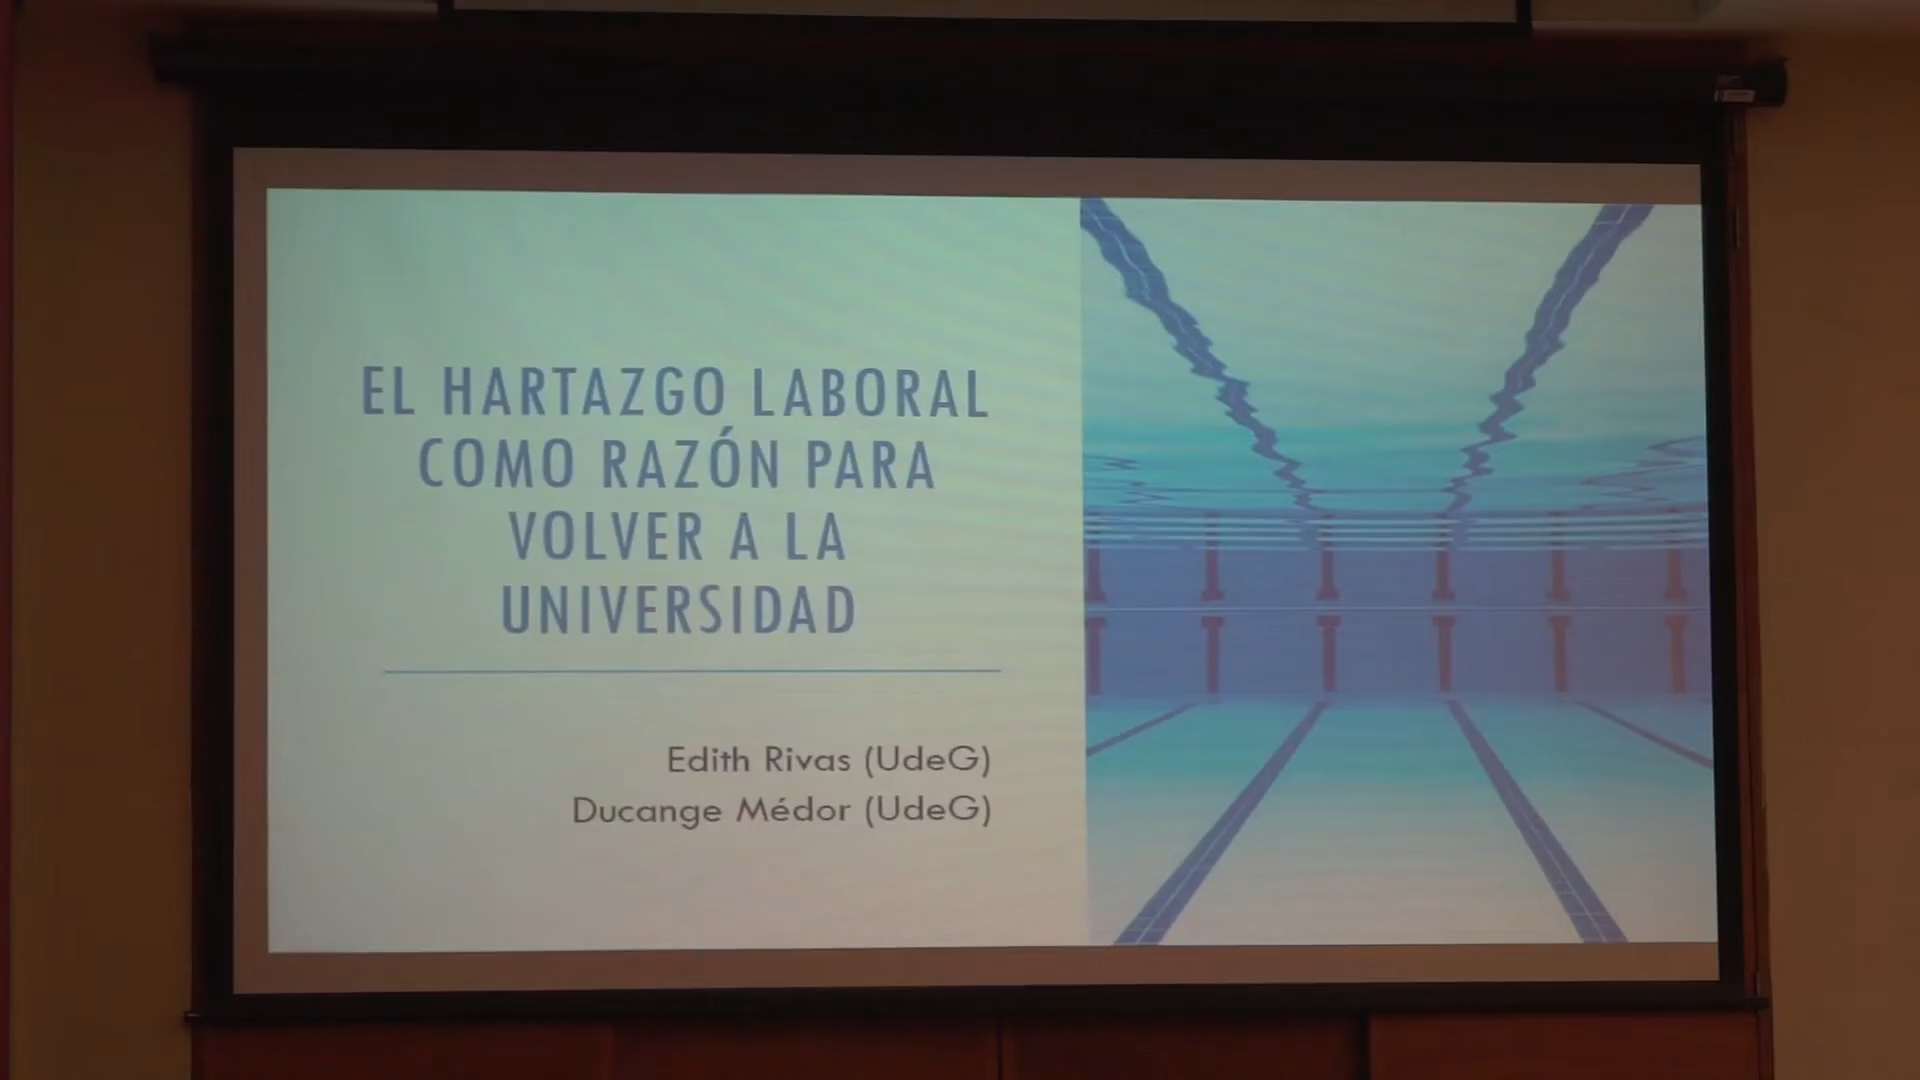 EL HARTAZGO LABORAL
COMO RAZÓN PARA
VOLVER A LA
UNIVERSIDAD
Edith Rivas (UdeG)
Ducange Médor (UdeG)